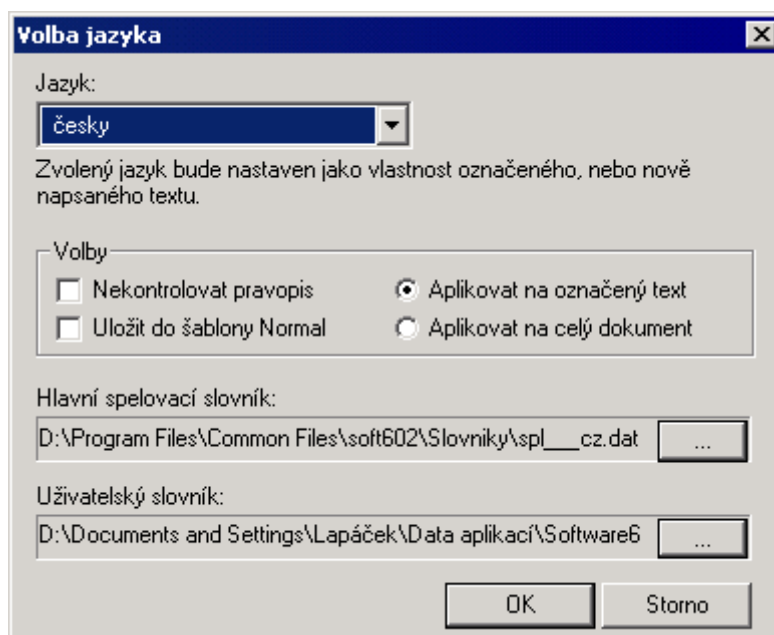 Volba jazyka
Jazyk:
česky
Zvolený jazyk bude nastaven jako vlastnost označeného, nebo nově
napsaného textu.
Volby
Nekontrolovat pravopis
Aplikovat na označený text
Uložit do šablony Normal
Aplikovat na celý dokument
Hlavní spelovací slovník:
D:\Program Files\Common Files\soft602\Slovniky\spl___cz.dat
...
Uživatelský slovník:
D:\Documents and Settings\Lapáček\Data aplikací\Software6
...
OK
Storno